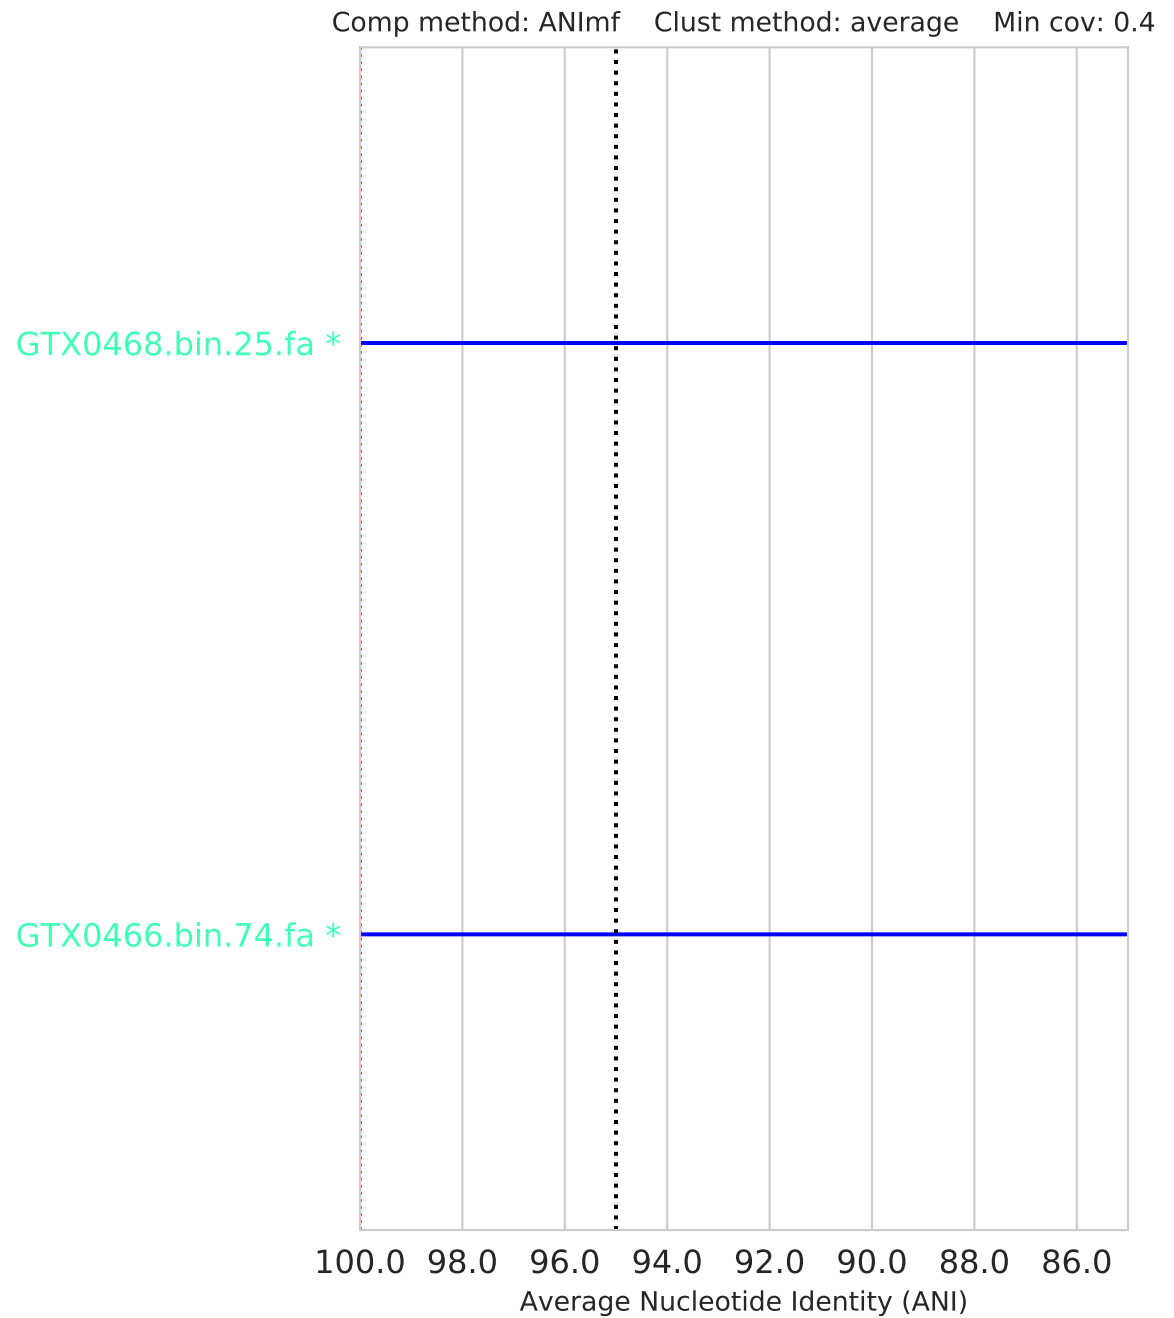 Comp method: ANImf    Clust method: average    Min cov: 0.4
GTX0468.bin.25.fa *
GTX0466.bin.74.fa *
100.0 98.0 96.0 94.0 92.0 90.0 88.0 86.0
Average Nucleotide Identity (ANI)